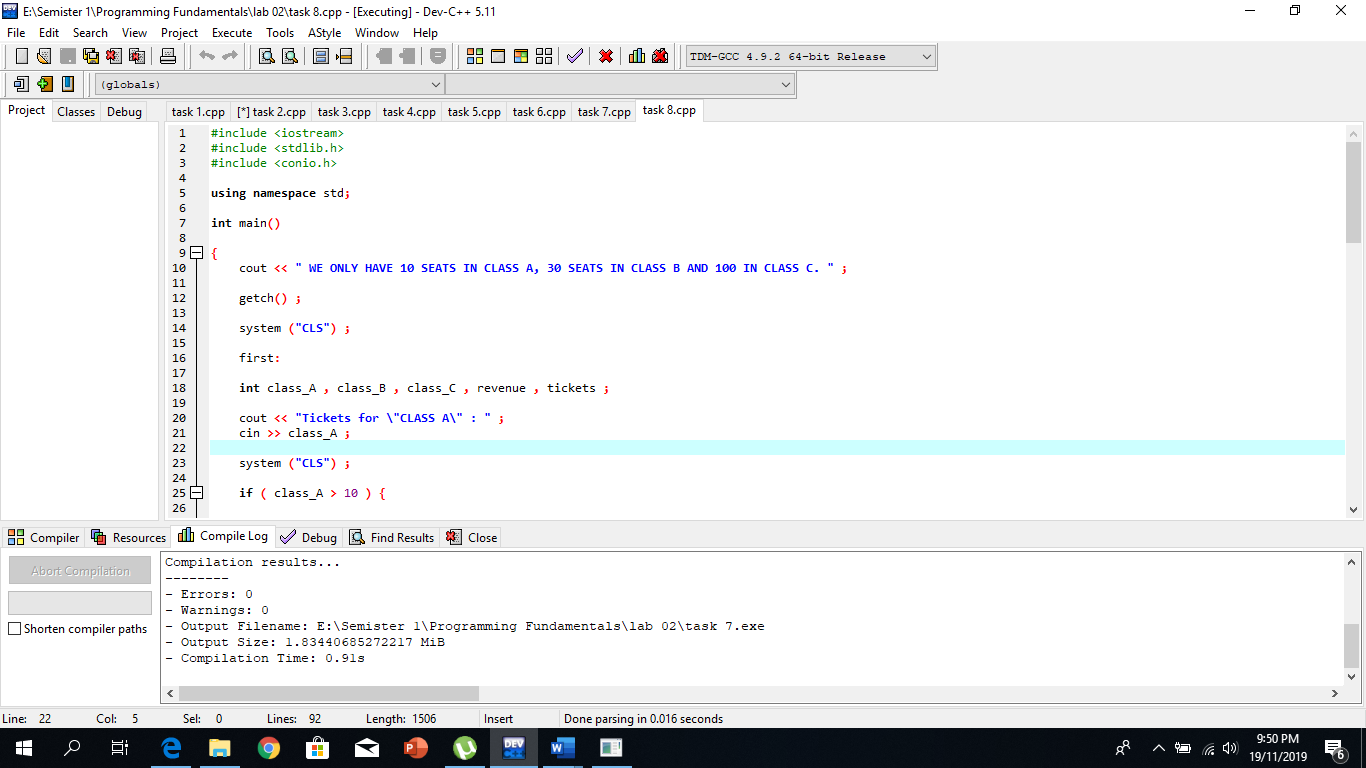 E:\Semister 1\Programming Fundamentals\lab 02\task 8.cpp - [Executing] - Dev-C++ 5.11
File Edit Search View Project Execute Tools AStyle Window Help
TDM-GCC 4.9.2 64-bit Release
(globals)
Project Classes Debug task 1.cpp [*] task 2.cpp task 3.cpp task 4.cpp task 5.cpp task 6.cpp task 7.cpp task 8.cpp
1 #include <iostream>
2 #include <stdlib.h>
3 #include <conio.h>
4
5 using namespace std;
6
7 int main()
8
9 {
10 cout << " WE ONLY HAVE 10 SEATS IN CLASS A, 30 SEATS IN CLASS B AND 100 IN CLASS C. " ;
11
12 getch() ;
13
14 system ("CLS") ;
15
16 first:
17
18 int class_A , class_B , class_C , revenue , tickets ;
19
20 cout << "Tickets for \"CLASS A\" : " ;
21 cin >> class_A ;
22
23 system ("CLS") ;
24
25 if ( class_A > 10 ) {
26
Compiler Resources Compile Log Debug Find Results Close
Abort Compilation
Shorten compiler paths
Compilation results...
--------
- Errors: 0
- Warnings: 0
- Output Filename: E:\Semister 1\Programming Fundamentals\lab 02\task 7.exe
- Output Size: 1.83440685272217 MiB
- Compilation Time: 0.91s
Line: 22 Col: 5 Sel: 0 Lines: 92 Length: 1506 Insert Done parsing in 0.016 seconds
DEV
9:50 PM
19/11/2019
6